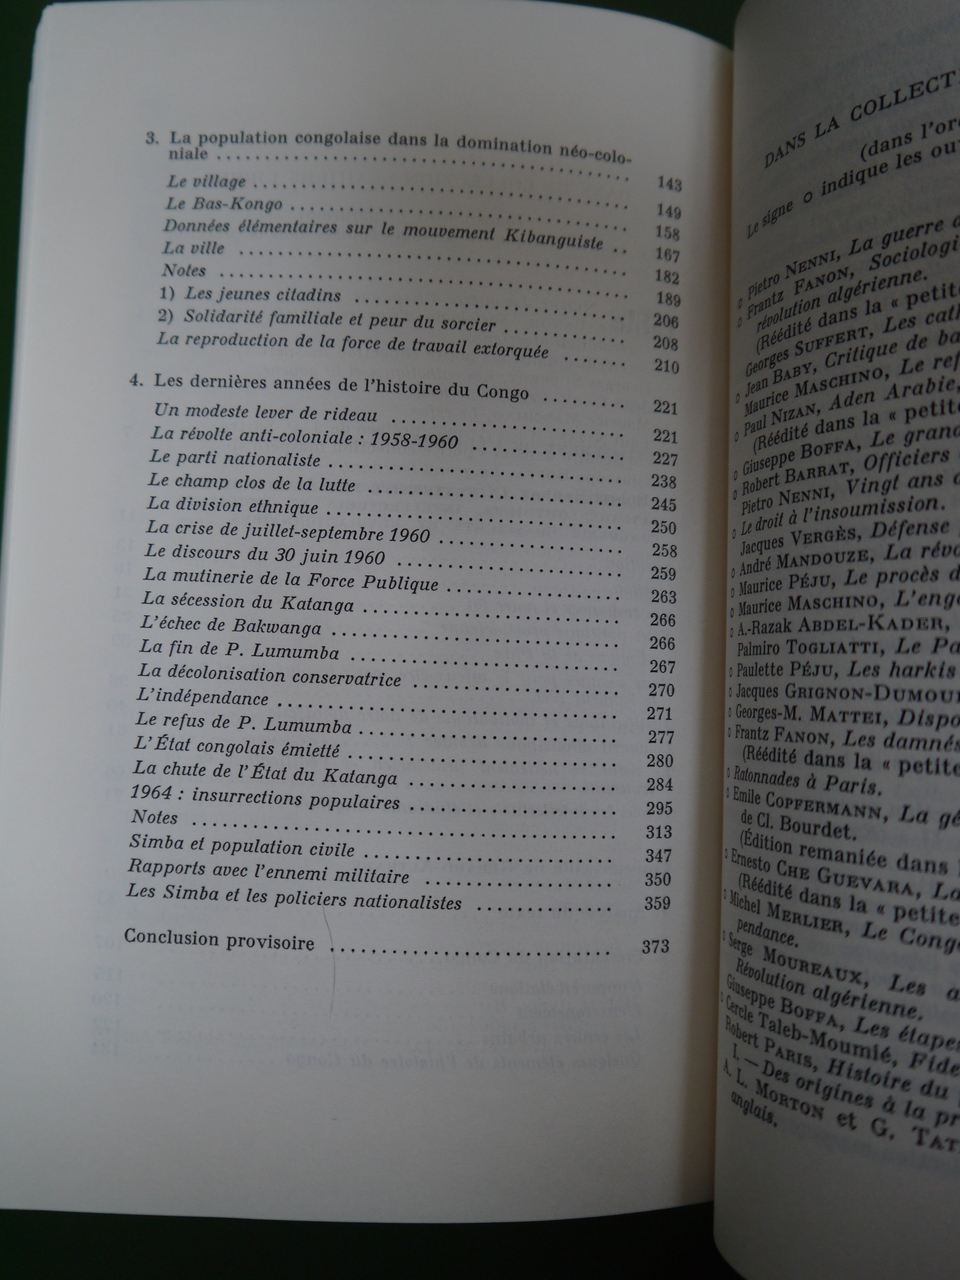 3. La population congolaise dans la domination néo-colo-
niale ........ 143
Le village ........ 149
Le Bas-Kongo ........ 158
Données élémentaires sur le mouvement Kibanguiste .. 167
La ville ........ 182
Notes ........ 189
1) Les jeunes citadins ........ 206
2) Solidarité familiale et peur du sorcier ........ 208
La reproduction de la force de travail extorquée ...... 210
4. Les dernières années de l'histoire du Congo ........ 221
Un modeste lever de rideau ........ 221
La révolte anti-coloniale : 1958-1960 ........ 227
Le parti nationaliste ........ 238
Le champ clos de la lutte ........ 245
La division ethnique ........ 250
La crise de juillet-septembre 1960 ........ 258
Le discours du 30 juin 1960 ........ 259
La mutinerie de la Force Publique ........ 263
La sécession du Katanga ........ 266
L'échec de Bakwanga ........ 266
La fin de P. Lumumba ........ 267
La décolonisation conservatrice ........ 270
L'indépendance ........ 271
Le refus de P. Lumumba ........ 277
L'État congolais émietté ........ 280
La chute de l'État du Katanga ........ 284
1964 : insurrections populaires ........ 295
Notes ........ 313
Simba et population civile ........ 347
Rapports avec l'ennemi militaire ........ 350
Les Simba et les policiers nationalistes ........ 359
Conclusion provisoire ........ 373
DANS LA COLLECT
(dans l'or
Le signe o indique les ou
o Pietro NENNI, La guerre
o Frantz FANON, Sociologi
révolution algérienne.
(Réédité dans la « petit
Georges SUFFERT, Les cat
o Jean BABY, Critique de ba
Maurice MASCHINO, Le ref
o Paul NIZAN, Aden Arabie,
(Réédité dans la « petit
o Giuseppe BOFFA, Le grand
o Robert BARRAT, Officiers
Pietro NENNI, Vingt ans
o Le droit à l'insoumission.
Jacques VERGÈS, Défense
o André MANDOUZE, La révo
o Maurice PÉJU, Le procès d
o Maurice MASCHINO, L'eng
o A.-Razak ABDEL-KADER,
Palmiro TOGLIATTI, Le Pa
o Paulette PÉJU, Les harkis
o Jacques GRIGNON-DUMOU
o Georges-M. MATTEI, Dispo
o Frantz FANON, Les damnés
(Réédité dans la « petite
o Ratonnades à Paris.
o Emile COPFERMANN, La gé
de Cl. Bourdet.
(Édition remaniée dans
o Ernesto CHE GUEVARA, La
(Réédité dans la « petite
o Michel MERLIER, Le Cong
pendance.
o Serge MOUREAUX, Les a
Révolution algérienne.
Giuseppe BOFFA, Les étape
o Cercle Taleb-Moumié, Fide
Robert PARIS, Histoire du
I. — Des origines à la pr
A. L. MORTON et G. TAT
anglais.